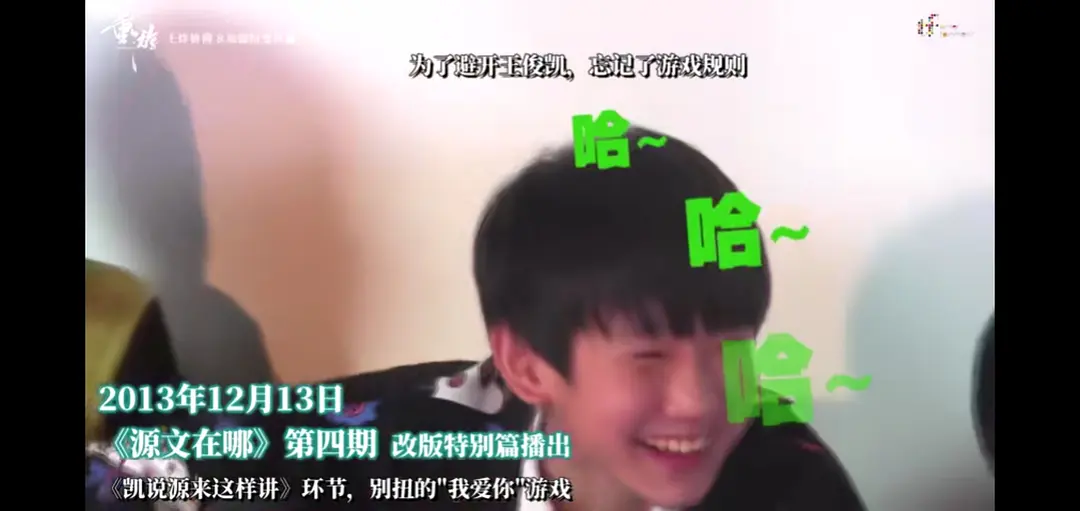 重游
为了避开王俊凯，忘记了游戏规则
哈~
哈~
哈~
2013年12月13日
《源文在哪》第四期 改版特别篇播出
《凯说源来这样讲》环节，别扭的"我爱你"游戏